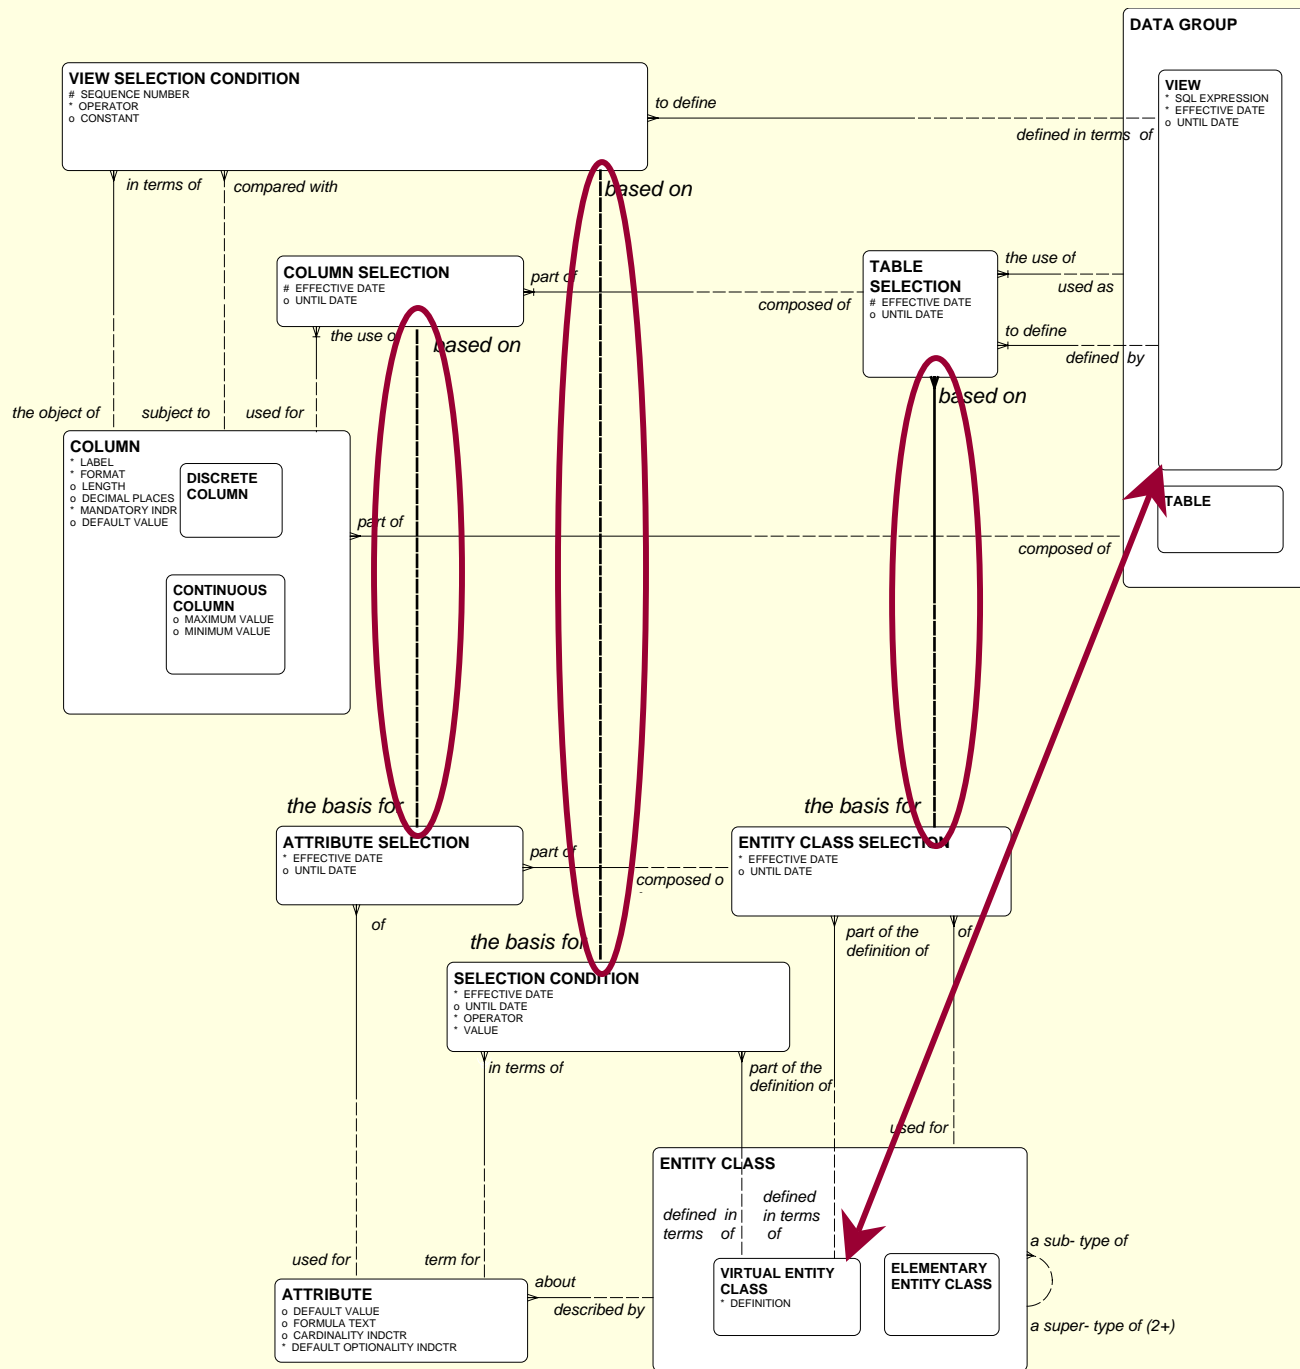 DATA GROUP
VIEW
* SQL EXPRESSION
* EFFECTIVE DATE
o UNTIL DATE
VIEW SELECTION CONDITION
# SEQUENCE NUMBER
* OPERATOR
o CONSTANT
to define
defined in terms of
in terms of
compared with
based on
COLUMN SELECTION
# EFFECTIVE DATE
o UNTIL DATE
part of
composed of
TABLE
SELECTION
# EFFECTIVE DATE
o UNTIL DATE
the use of
used as
to define
defined by
the use o
based on
based on
the object of
subject to
used for
COLUMN
* LABEL
* FORMAT
o LENGTH
o DECIMAL PLACES
* MANDATORY INDR
o DEFAULT VALUE
DISCRETE
COLUMN
CONTINUOUS
COLUMN
o MAXIMUM VALUE
o MINIMUM VALUE
part of
composed of
TABLE
the basis for
the basis for
ATTRIBUTE SELECTION
* EFFECTIVE DATE
o UNTIL DATE
part of
composed o
ENTITY CLASS SELECTION
* EFFECTIVE DATE
o UNTIL DATE
of
part of the
definition of
of
the basis for
SELECTION CONDITION
* EFFECTIVE DATE
o UNTIL DATE
* OPERATOR
* VALUE
in terms of
part of the
definition of
used for
ENTITY CLASS
defined in
terms of
defined
in terms
of
used for
term for
VIRTUAL ENTITY
CLASS
* DEFINITION
ELEMENTARY
ENTITY CLASS
a sub- type of
a super- type of (2+)
ATTRIBUTE
o DEFAULT VALUE
o FORMULA TEXT
o CARDINALITY INDCTR
* DEFAULT OPTIONALITY INDCTR
about
described by